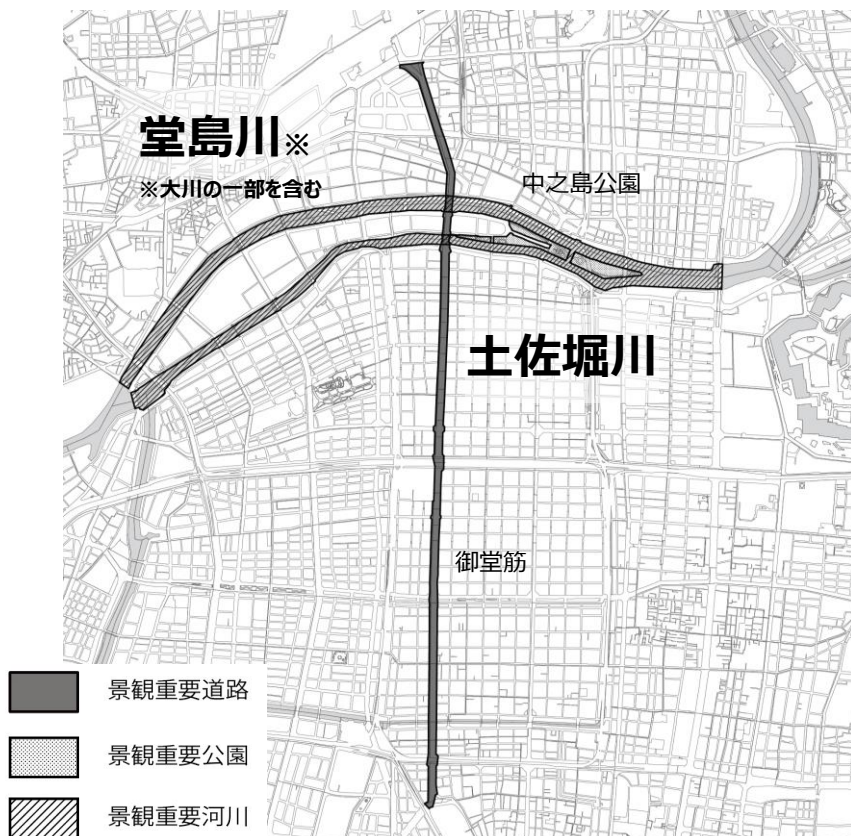 堂島川※
※大川の一部を含む
中之島公園
土佐堀川
御堂筋
景観重要道路
景観重要公園
景観重要河川